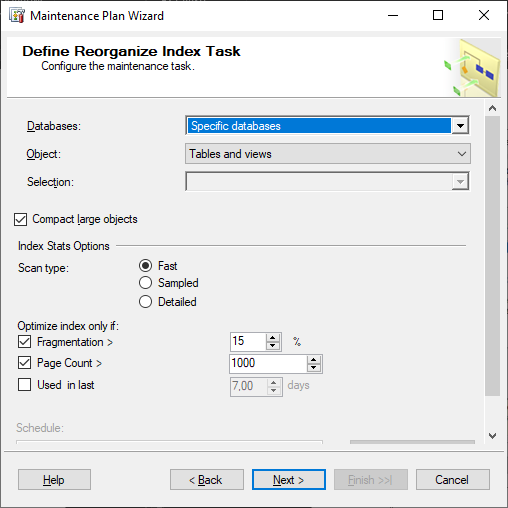 Maintenance Plan Wizard
Define Reorganize Index Task
Configure the maintenance task.
Databases: Specific databases
Object: Tables and views
Selection:
Compact large objects
Index Stats Options
Scan type: Fast
Sampled
Detailed
Optimize index only if:
Fragmentation > 15 %
Page Count > 1000
Used in last 7,00 days
Schedule:
Help < Back Next > Finish >>| Cancel